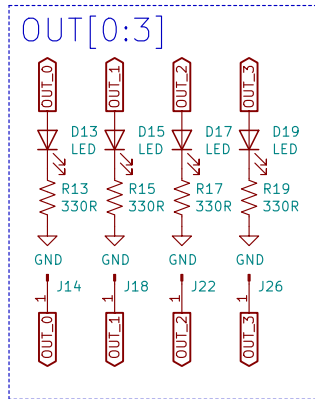 OUT[0:3]
OUT_0 OUT_1 OUT_2 OUT_3
D13 D15 D17 D19
LED LED LED LED
R13 R15 R17 R19
330R 330R 330R 330R
GND GND GND GND
J14 J18 J22 J26
1 1 1 1
OUT_0 OUT_1 OUT_2 OUT_3